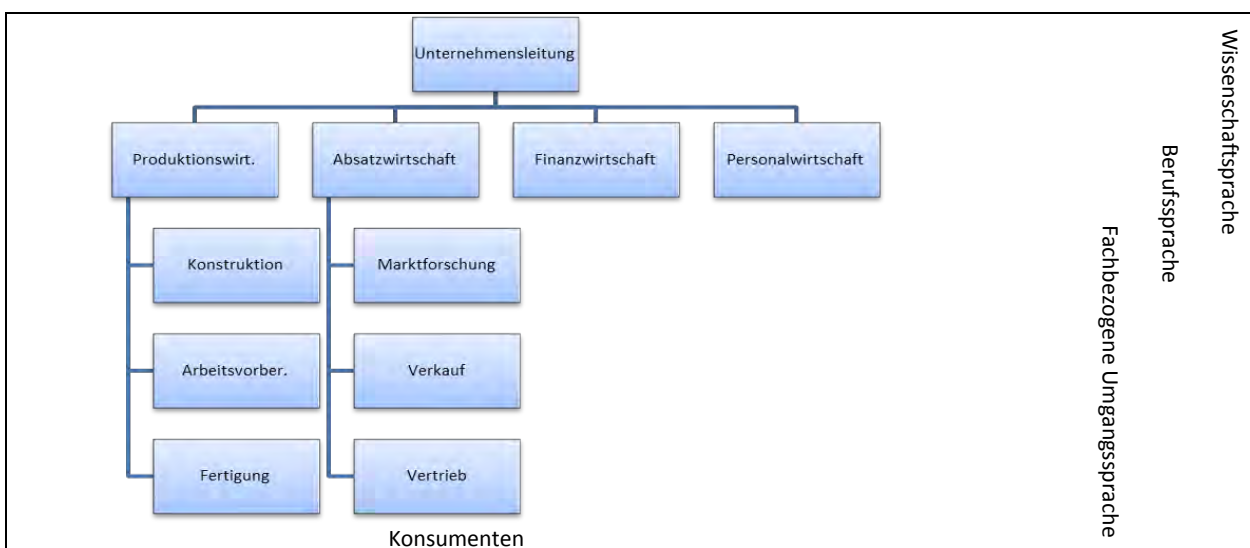 Unternehmensleitung
Produktionswirt.
Absatzwirtschaft
Finanzwirtschaft
Personalwirtschaft
Konstruktion
Marktforschung
Arbeitsvorber.
Verkauf
Fertigung
Vertrieb
Konsumenten
Fachbezogene Umgangssprache
Berufssprache
Wissenschaftsprache